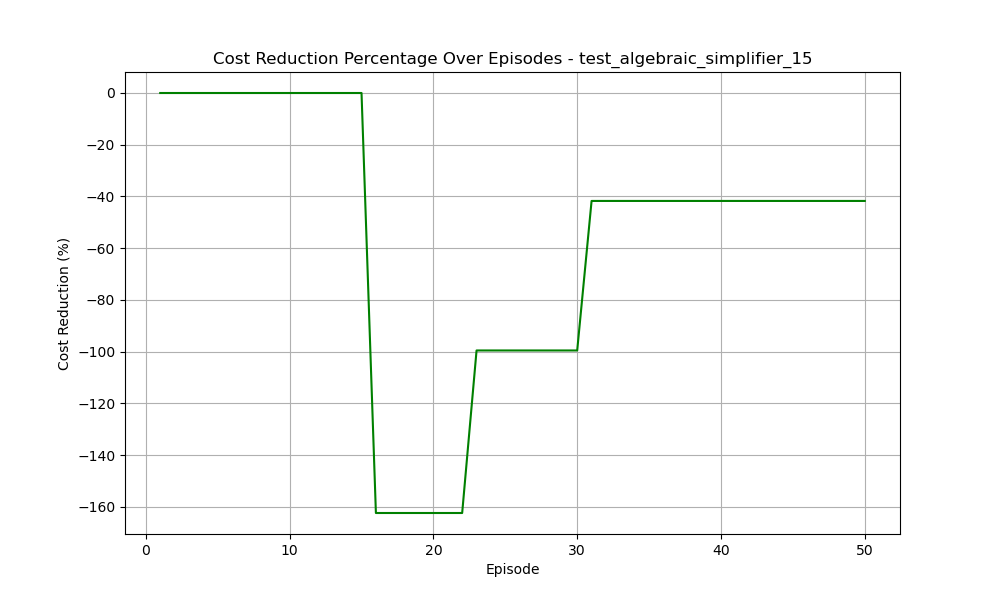 Cost Reduction Percentage Over Episodes - test_algebraic_simplifier_15
Cost Reduction (%)
0
−20
−40
−60
−80
−100
−120
−140
−160
0 10 20 30 40 50
Episode